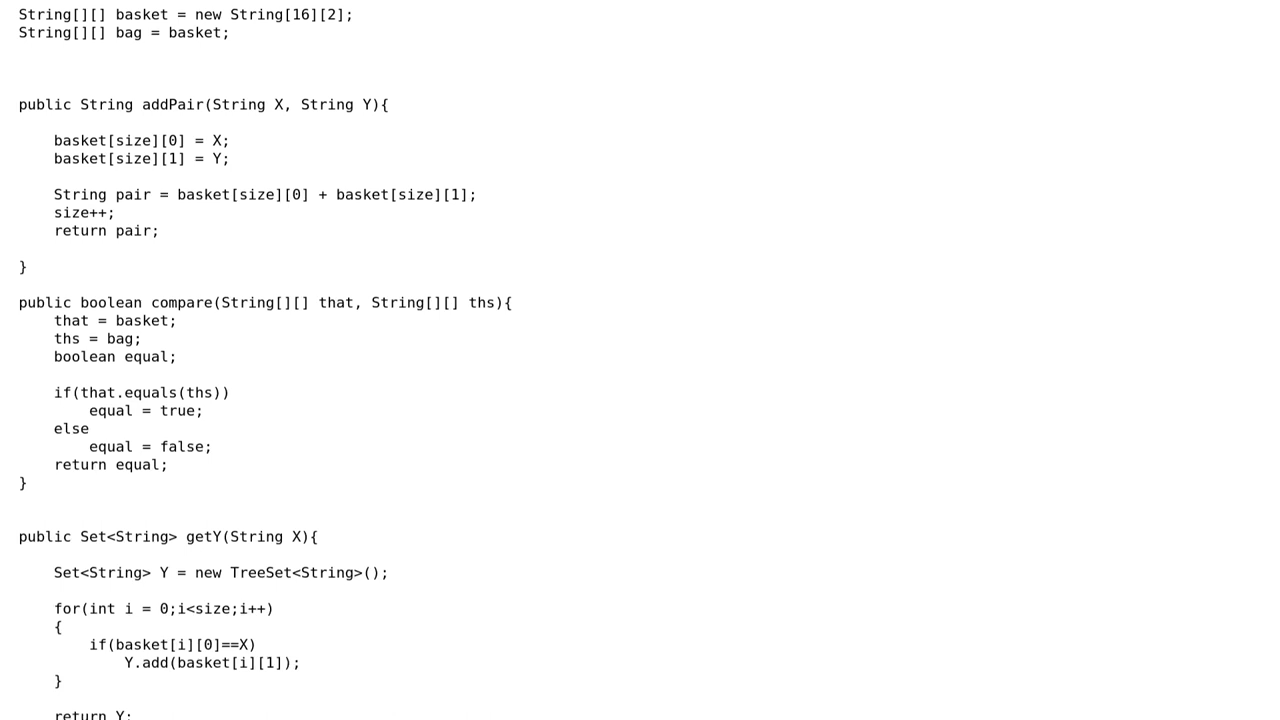 String[][] basket = new String[16][2];
String[][] bag = basket;
public String addPair(String X, String Y){
basket[size][0] = X;
basket[size][1] = Y;
String pair = basket[size][0] + basket[size][1];
size++;
return pair;
}
public boolean compare(String[][] that, String[][] ths){
that = basket;
ths = bag;
boolean equal;
if(that.equals(ths))
equal = true;
else
equal = false;
return equal;
}
public Set<String> getY(String X){
Set<String> Y = new TreeSet<String>();
for(int i = 0;i<size;i++)
{
if(basket[i][0]==X)
Y.add(basket[i][1]);
}
return Y;